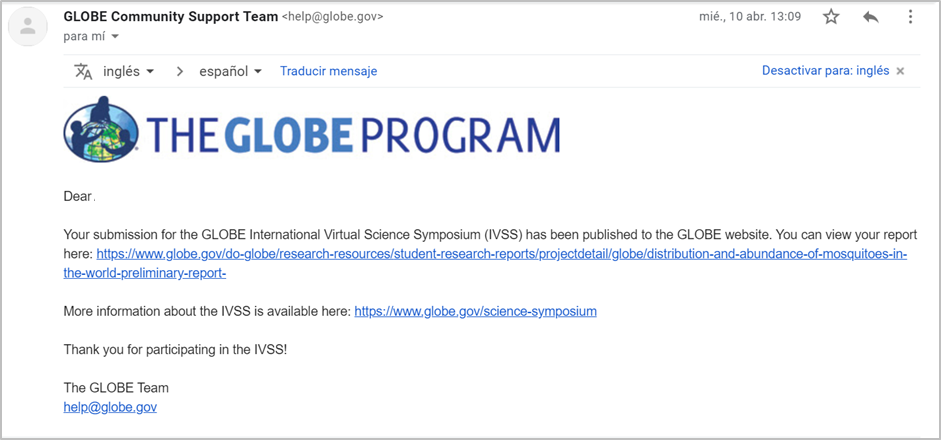 GLOBE Community Support Team <help@globe.gov>
mié., 10 abr. 13:09
para mí
inglés > español Traducir mensaje
Desactivar para: inglés ×
THE GLOBE PROGRAM
Dear
Your submission for the GLOBE International Virtual Science Symposium (IVSS) has been published to the GLOBE website. You can view your report
here: https://www.globe.gov/do-globe/research-resources/student-research-reports/projectdetail/globe/distribution-and-abundance-of-mosquitoes-in-
the-world-preliminary-report-
More information about the IVSS is available here: https://www.globe.gov/science-symposium
Thank you for participating in the IVSS!
The GLOBE Team
help@globe.gov